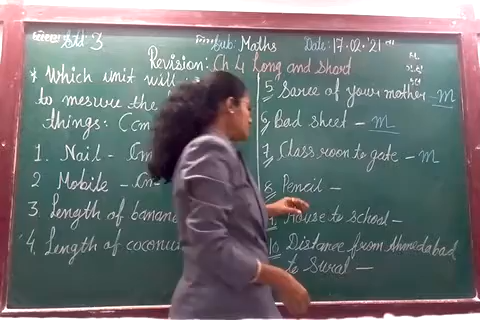 Std: 3
Sub: Maths
Date: 17-02-'21
Revision: Ch 4 Long and Short
* Which unit will
to mesure the
things: (cm
1. Nail - Cm
2 Mobile - Cm
3. Length of banana
4. Length of coconut
5 Saree of your mother - M
6 Bad sheet - M
7 Class room to gate - M
8. Pencil -
9. House to school -
10. Distance from Ahmedabad
to Surat -